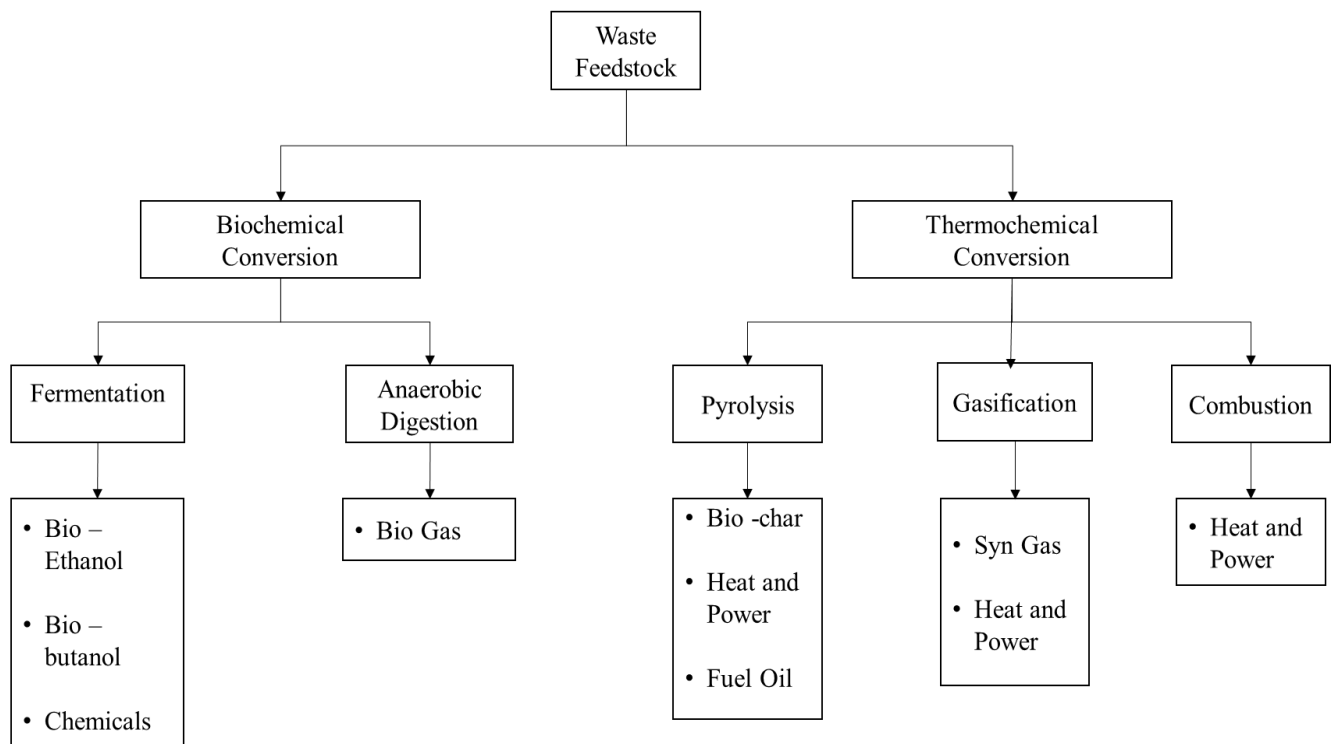 Waste
Feedstock
Biochemical
Conversion
Thermochemical
Conversion
Fermentation
Anaerobic
Digestion
Pyrolysis
Gasification
Combustion
• Bio –
Ethanol
• Bio –
butanol
• Chemicals
• Bio Gas
• Bio -char
• Heat and
Power
• Fuel Oil
• Syn Gas
• Heat and
Power
• Heat and
Power